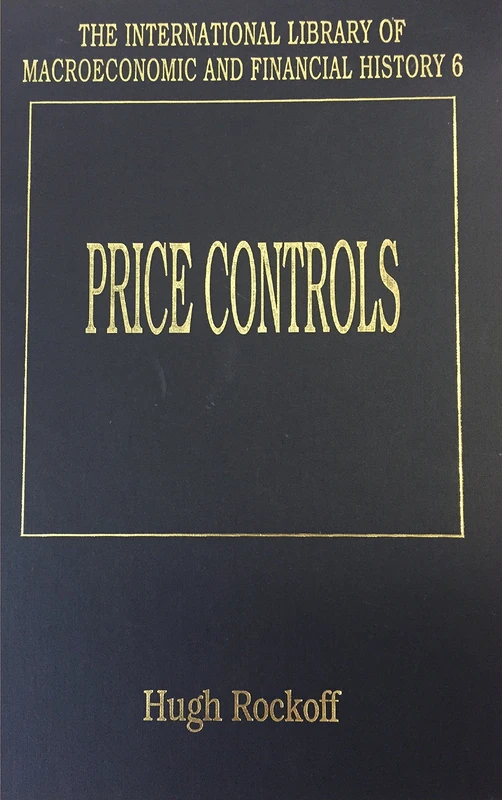 THE INTERNATIONAL LIBRARY OF
MACROECONOMIC AND FINANCIAL HISTORY 6
PRICE CONTROLS
Hugh Rockoff